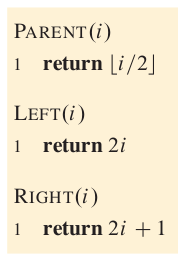 PARENT(i)
1 return ⌊i/2⌋
LEFT(i)
1 return 2i
RIGHT(i)
1 return 2i + 1